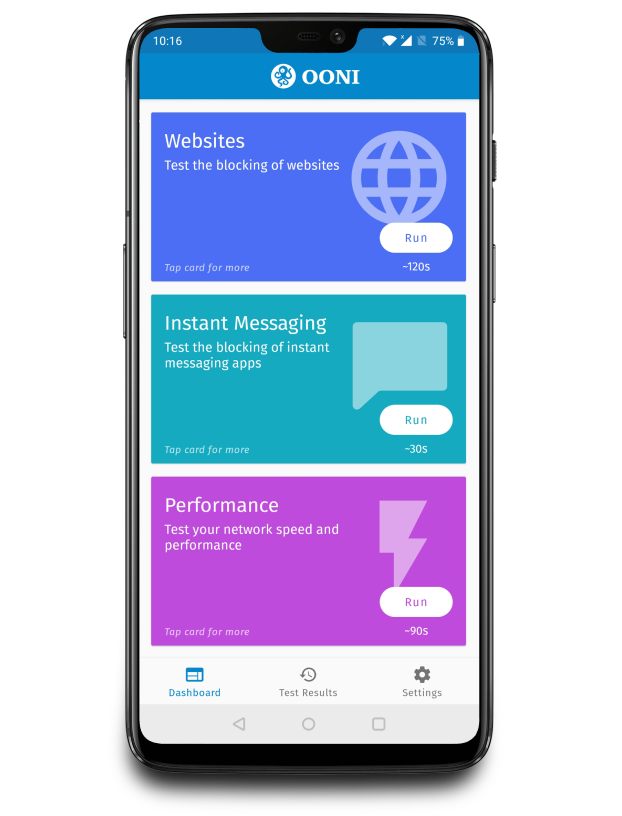 10:16
75%
OONI
Websites
Test the blocking of websites
Run
Tap card for more
~120s
Instant Messaging
Test the blocking of instant
messaging apps
Run
Tap card for more
~30s
Performance
Test your network speed and
performance
Run
Tap card for more
~90s
Dashboard
Test Results
Settings